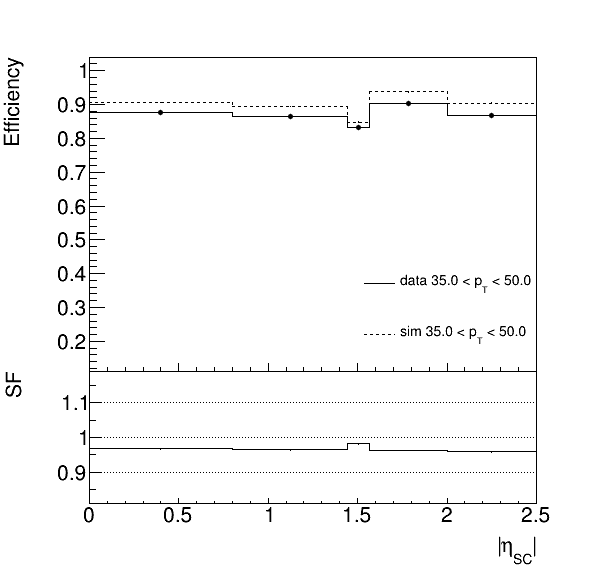 Efficiency
1
0.9
0.8
0.7
0.6
0.5
0.4
0.3
0.2
data 35.0 < p_T < 50.0
sim 35.0 < p_T < 50.0
SF
1.1
1
0.9
0 0.5 1 1.5 2 2.5
|η_SC|